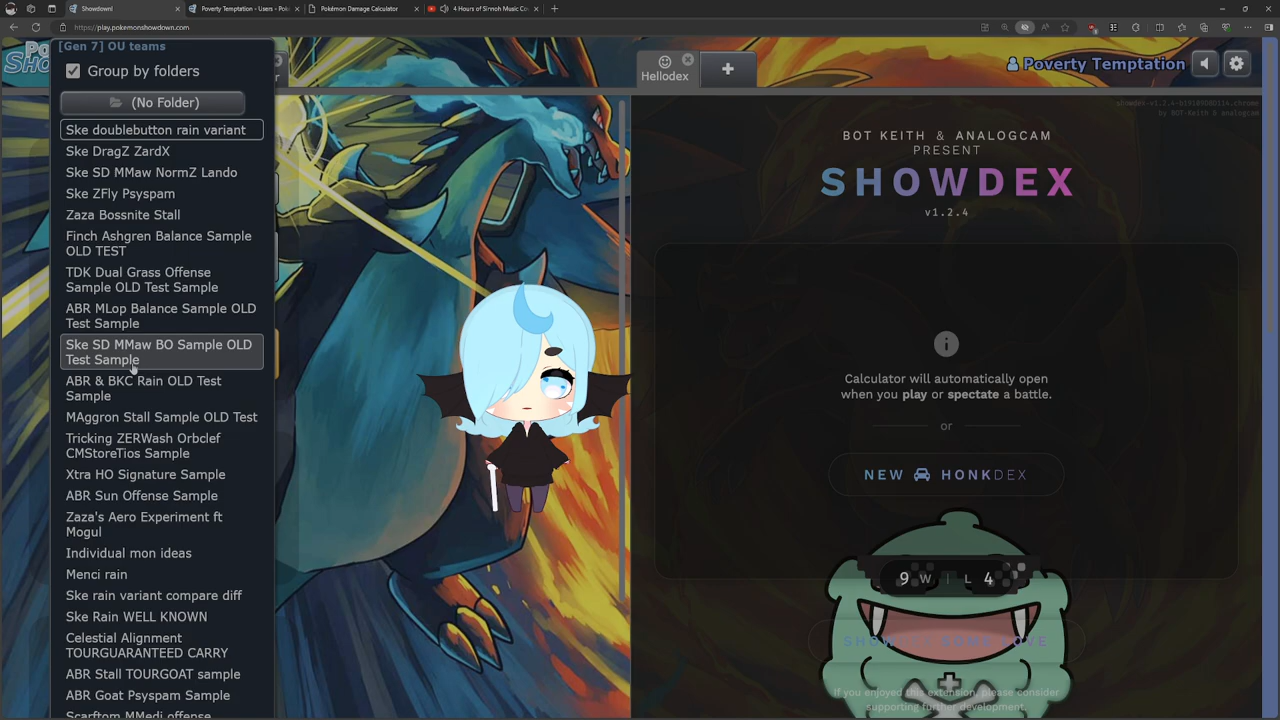 Showdown!
Poverty Temptation - Users - Pok
Pokémon Damage Calculator
4 Hours of Sinnoh Music Co
https://play.pokemonshowdown.com
[Gen 7] OU teams
Group by folders
(No Folder)
Ske doublebutton rain variant
Ske DragZ ZardX
Ske SD MMaw NormZ Lando
Ske ZFly Psyspam
Zaza Bossnite Stall
Finch Ashgren Balance Sample
OLD TEST
TDK Dual Grass Offense
Sample OLD Test Sample
ABR MLop Balance Sample OLD
Test Sample
Ske SD MMaw BO Sample OLD
Test Sample
ABR & BKC Rain OLD Test
Sample
MAggron Stall Sample OLD Test
Tricking ZERWash Orbclef
CMStoreTios Sample
Xtra HO Signature Sample
ABR Sun Offense Sample
Zaza's Aero Experiment ft
Mogul
Individual mon ideas
Menci rain
Ske rain variant compare diff
Ske Rain WELL KNOWN
Celestial Alignment
TOURGUARANTEED CARRY
ABR Stall TOURGOAT sample
ABR Goat Psyspam Sample
Scarftom MMedi offense
Hellodex
Poverty Temptation
by BOT-Keith & analogcam
BOT KEITH & ANALOGCAM
PRESENT
SHOWDEX
v1.2.4
Calculator will automatically open
when you play or spectate a battle.
or
NEW HONKDEX
9 W | L 4
If you enjoyed this extension, please consider
supporting further development.